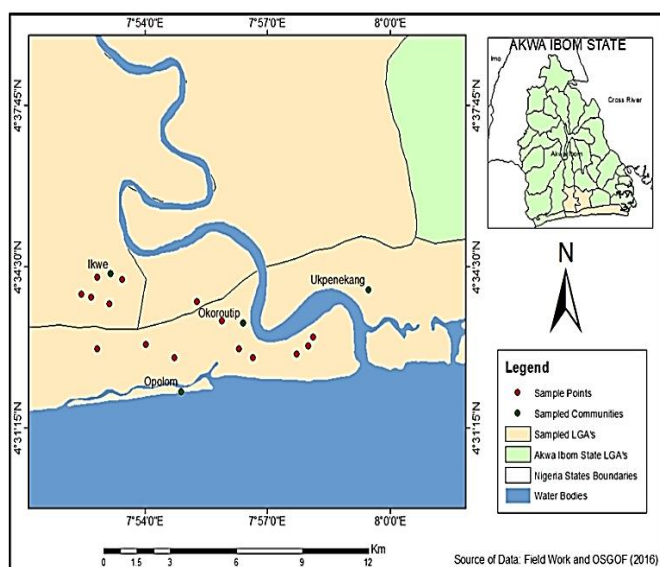 7°54'0"E 7°57'0"E 8°0'0"E
4°37'45"N
4°34'30"N
4°31'15"N
Ikwe
Ukpenekang
Okoroutip
Opolom
7°54'0"E 7°57'0"E 8°0'0"E
4°37'45"N
4°34'30"N
4°31'15"N
AKWA IBOM STATE
Imo
Cross River
Akwa Ibom
N
Legend
Sample Points
Sampled Communities
Sampled LGA's
Akwa Ibom State LGA's
Nigeria States Boundaries
Water Bodies
Km
0 1.5 3 6 9 12
Source of Data: Field Work and OSGOF (2016)